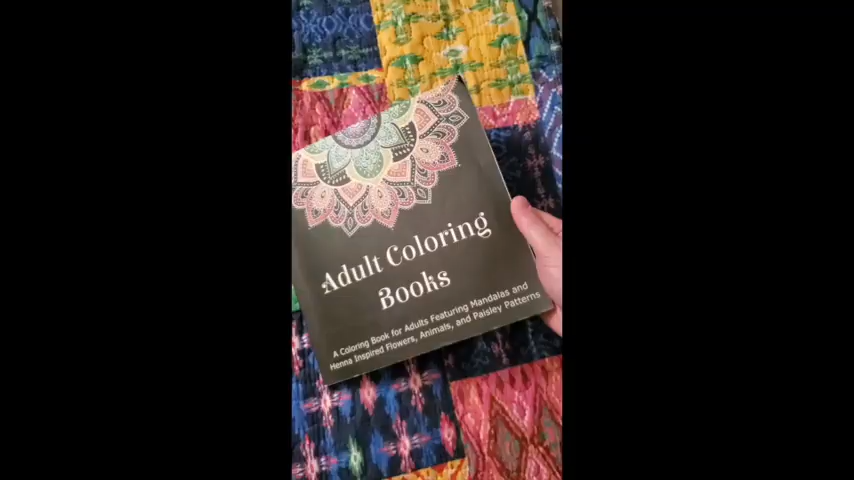 Adult Coloring
Books
A Coloring Book for Adults Featuring Mandalas and
Henna Inspired Flowers, Animals, and Paisley Patterns